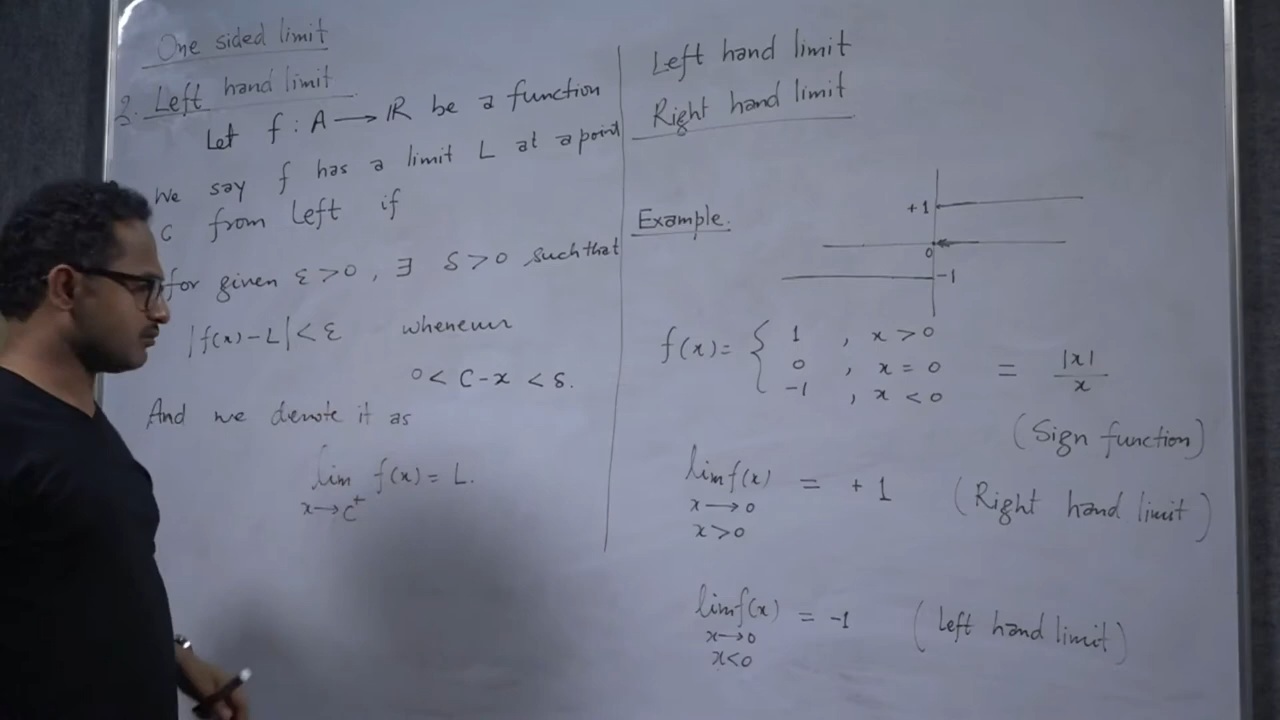 One sided limit
2. Left hand limit
Let f : A → ℝ be a function
We say f has a limit L at a point
c from left if
for given ε > 0 , ∃ δ > 0 such that
|f(x) - L| < ε whenever
0 < c - x < δ.
And we denote it as
lim f(x) = L.
x → c⁺
Left hand limit
Right hand limit
Example.
+1
0
-1
f(x) = { 1 , x > 0
0 , x = 0 = |x|/x
-1 , x < 0
(Sign function)
lim f(x) = +1 (Right hand limit)
x → 0
x > 0
lim f(x) = -1 (Left hand limit)
x → 0
x < 0